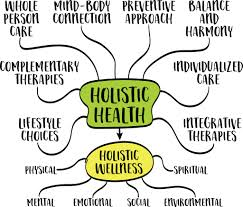 WHOLE
PERSON
CARE
MIND-BODY
CONNECTION
PREVENTIVE
APPROACH
BALANCE
AND
HARMONY
COMPLEMENTARY
THERAPIES
INDIVIDUALIZED
CARE
HOLISTIC
HEALTH
LIFESTYLE
CHOICES
INTEGRATIVE
THERAPIES
HOLISTIC
WELLNESS
PHYSICAL
SPIRITUAL
MENTAL
EMOTIONAL
SOCIAL
ENVIRONMENTAL